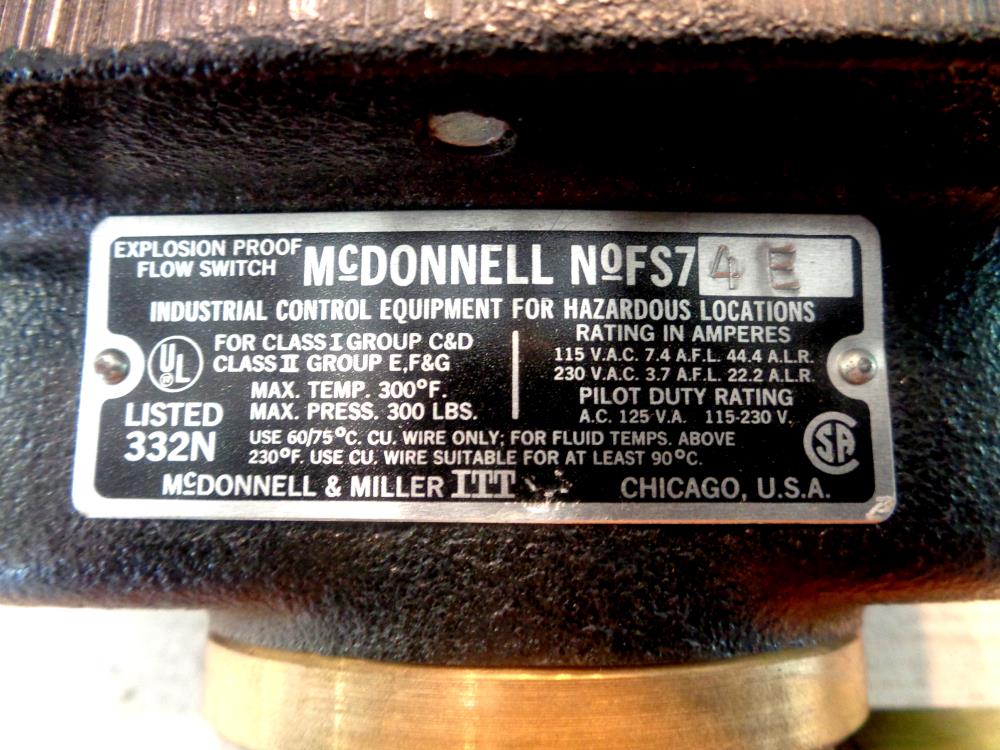 EXPLOSION PROOF
FLOW SWITCH
McDONNELL NoFS7 4 E
INDUSTRIAL CONTROL EQUIPMENT FOR HAZARDOUS LOCATIONS
UL
FOR CLASS I GROUP C&D
CLASS II GROUP E,F&G
MAX. TEMP. 300°F.
MAX. PRESS. 300 LBS.
LISTED
332N
RATING IN AMPERES
115 V.A.C. 7.4 A.F.L. 44.4 A.L.R.
230 V.A.C. 3.7 A.F.L. 22.2 A.L.R.
PILOT DUTY RATING
A.C. 125 V.A. 115-230 V.
SA
USE 60/75°C. CU. WIRE ONLY; FOR FLUID TEMPS. ABOVE
230°F. USE CU. WIRE SUITABLE FOR AT LEAST 90°C.
McDONNELL & MILLER ITT CHICAGO, U.S.A.